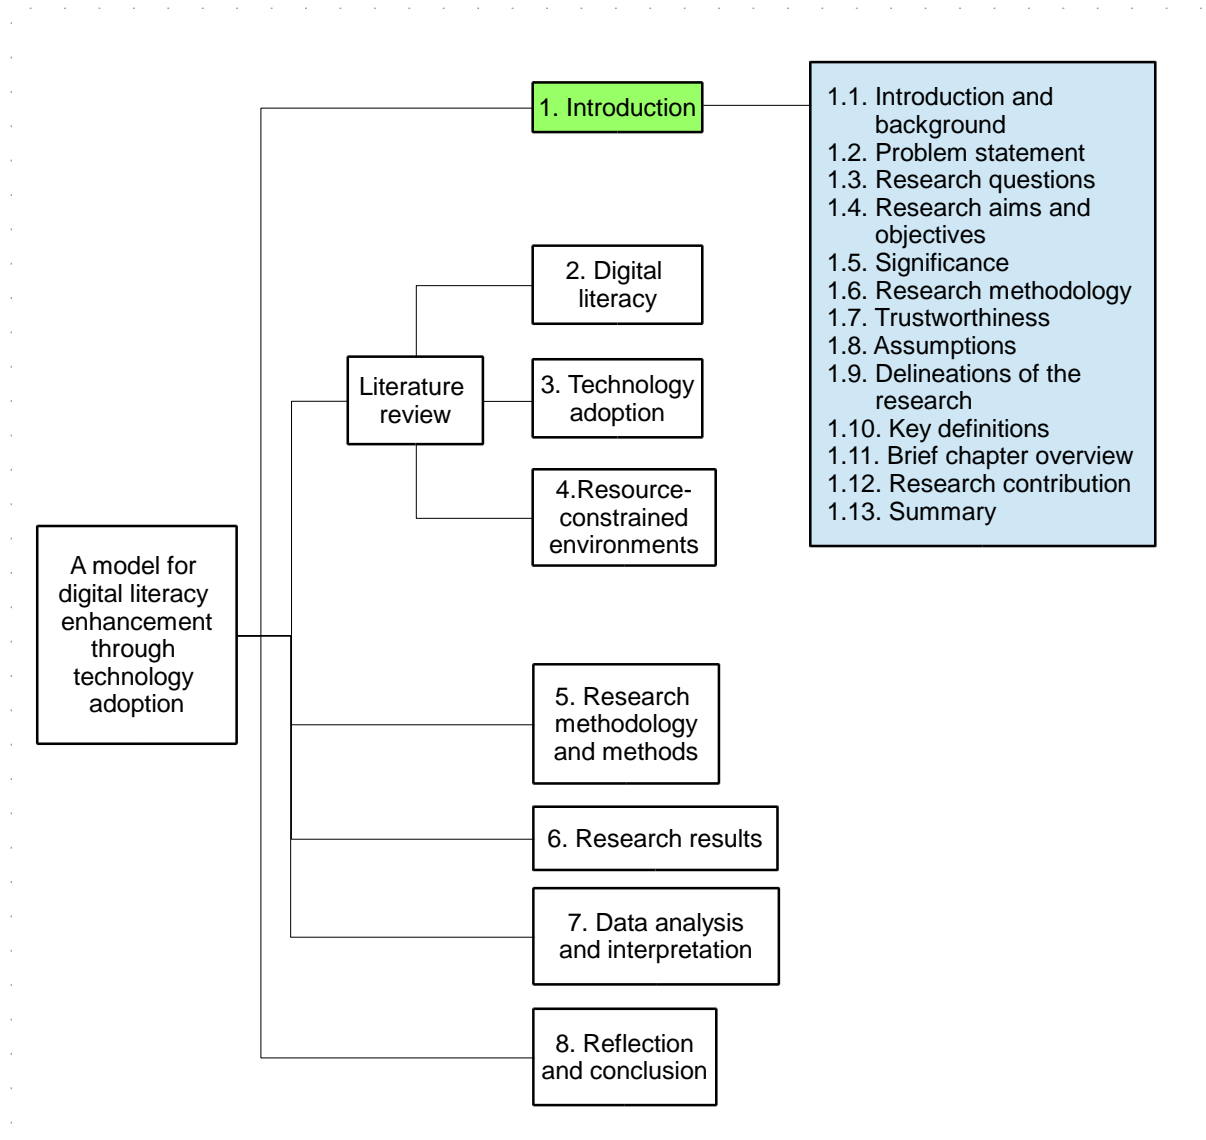 1. Introduction
1.1. Introduction and
background
1.2. Problem statement
1.3. Research questions
1.4. Research aims and
objectives
1.5. Significance
1.6. Research methodology
1.7. Trustworthiness
1.8. Assumptions
1.9. Delineations of the
research
1.10. Key definitions
1.11. Brief chapter overview
1.12. Research contribution
1.13. Summary
2. Digital
literacy
Literature
review
3. Technology
adoption
4.Resource-
constrained
environments
A model for
digital literacy
enhancement
through
technology
adoption
5. Research
methodology
and methods
6. Research results
7. Data analysis
and interpretation
8. Reflection
and conclusion